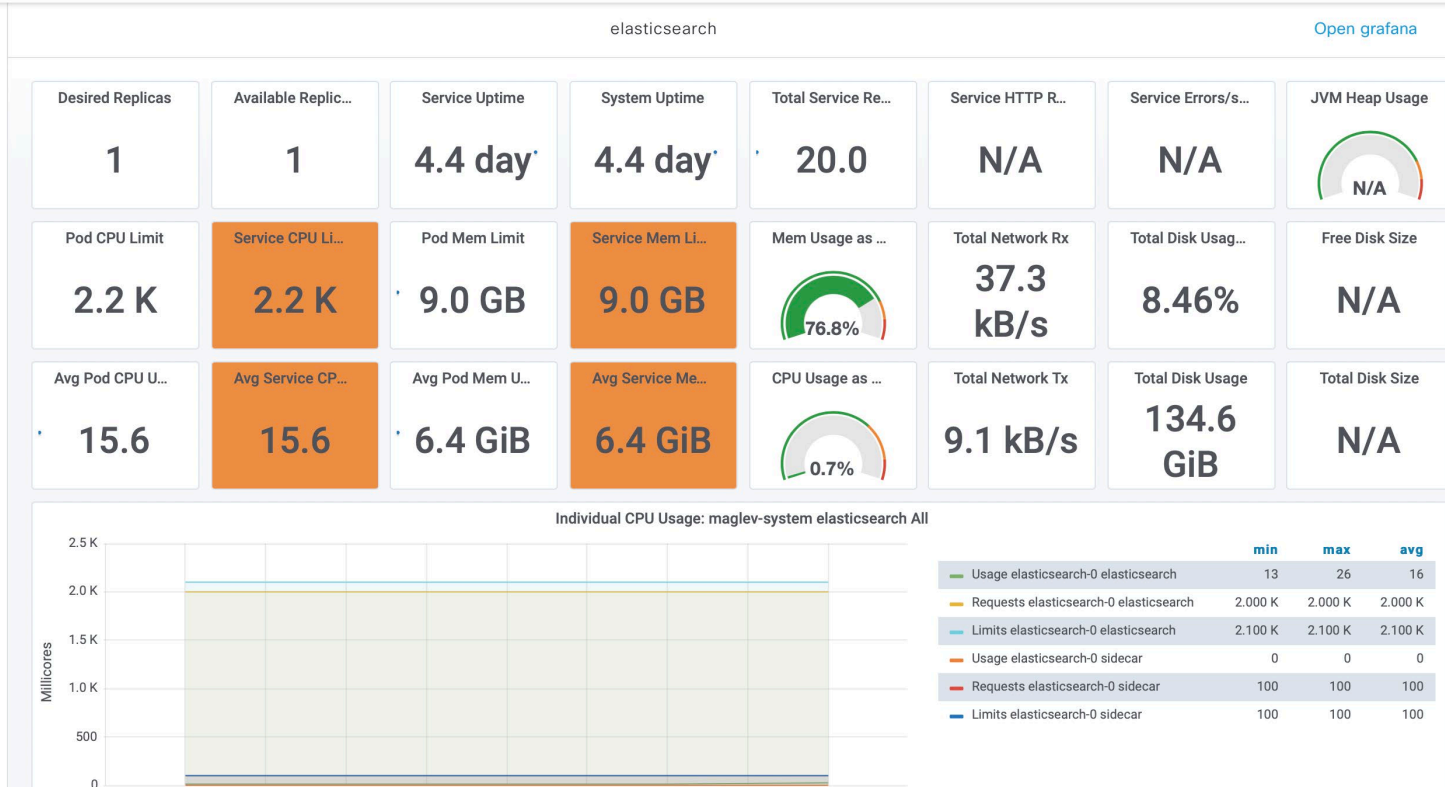 elasticsearch
Open grafana
Desired Replicas
1
Available Replic...
1
Service Uptime
4.4 day
System Uptime
4.4 day
Total Service Re...
20.0
Service HTTP R...
N/A
Service Errors/s...
N/A
JVM Heap Usage
N/A
Pod CPU Limit
2.2 K
Service CPU Li...
2.2 K
Pod Mem Limit
9.0 GB
Service Mem Li...
9.0 GB
Mem Usage as ...
76.8%
Total Network Rx
37.3
kB/s
Total Disk Usag...
8.46%
Free Disk Size
N/A
Avg Pod CPU U...
15.6
Avg Service CP...
15.6
Avg Pod Mem U...
6.4 GiB
Avg Service Me...
6.4 GiB
CPU Usage as ...
0.7%
Total Network Tx
9.1 kB/s
Total Disk Usage
134.6
GiB
Total Disk Size
N/A
Individual CPU Usage: maglev-system elasticsearch All
Millicores
2.5 K
2.0 K
1.5 K
1.0 K
500
0
min max avg
Usage elasticsearch-0 elasticsearch 13 26 16
Requests elasticsearch-0 elasticsearch 2.000 K 2.000 K 2.000 K
Limits elasticsearch-0 elasticsearch 2.100 K 2.100 K 2.100 K
Usage elasticsearch-0 sidecar 0 0 0
Requests elasticsearch-0 sidecar 100 100 100
Limits elasticsearch-0 sidecar 100 100 100